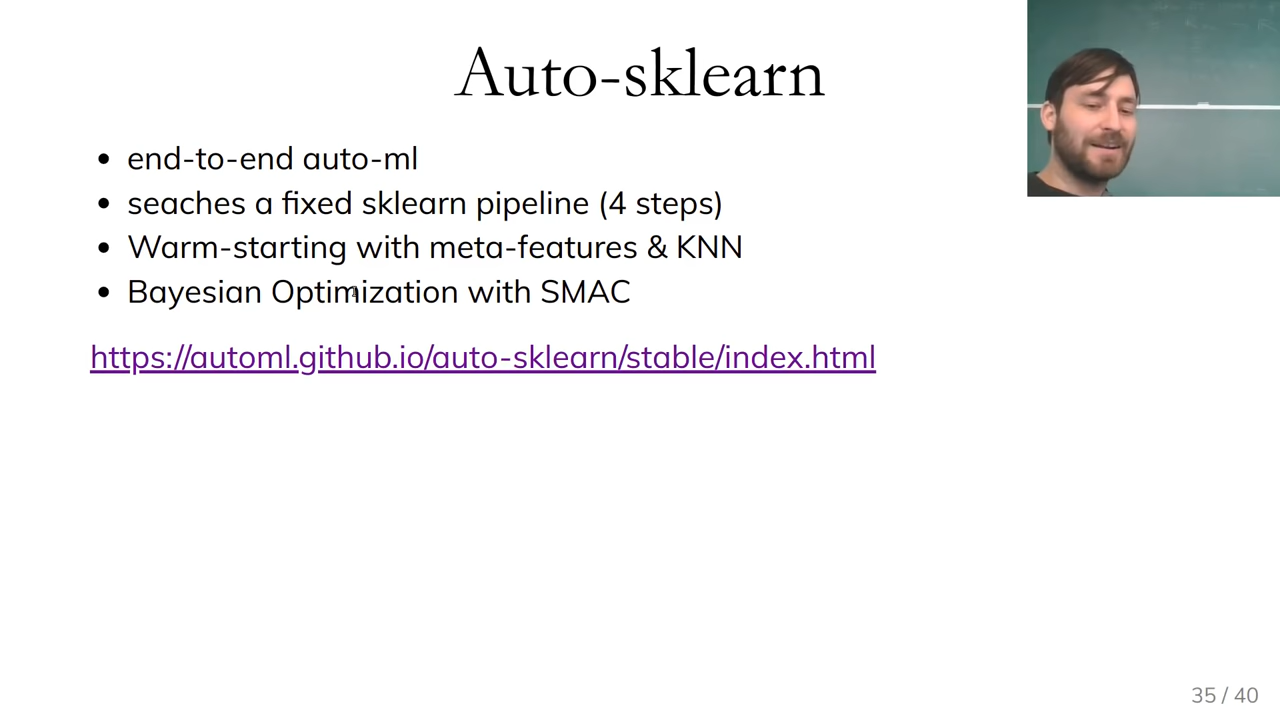 Auto-sklearn
• end-to-end auto-ml
• seaches a fixed sklearn pipeline (4 steps)
• Warm-starting with meta-features & KNN
• Bayesian Optimization with SMAC
https://automl.github.io/auto-sklearn/stable/index.html
35 / 40